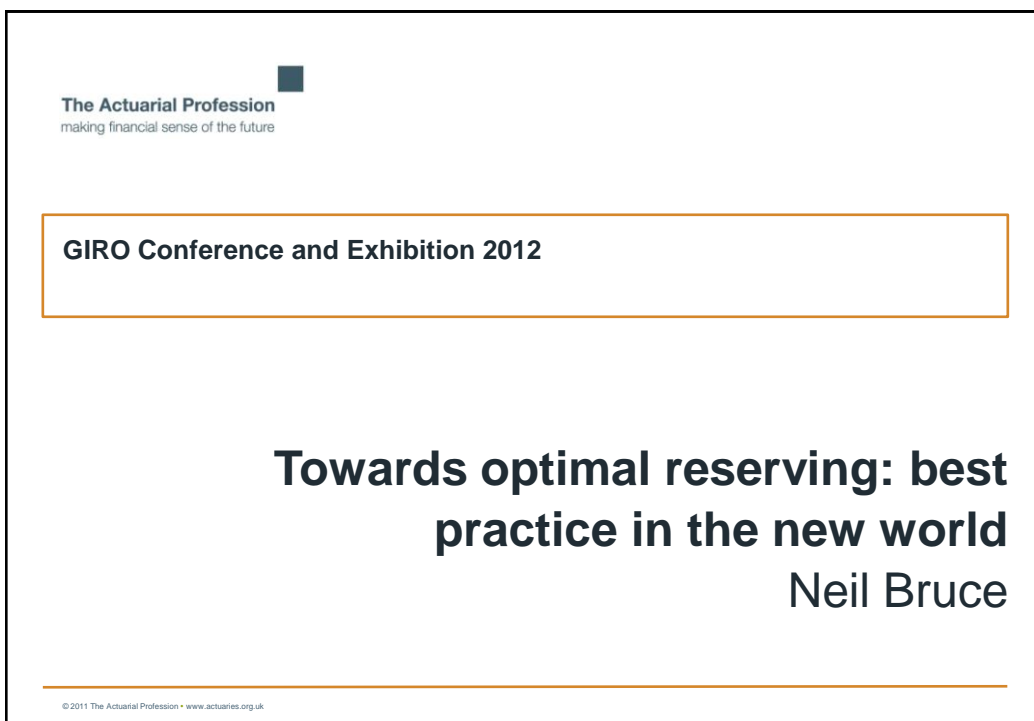 The Actuarial Profession
making financial sense of the future
GIRO Conference and Exhibition 2012
Towards optimal reserving: best
practice in the new world
Neil Bruce
© 2011 The Actuarial Profession • www.actuaries.org.uk